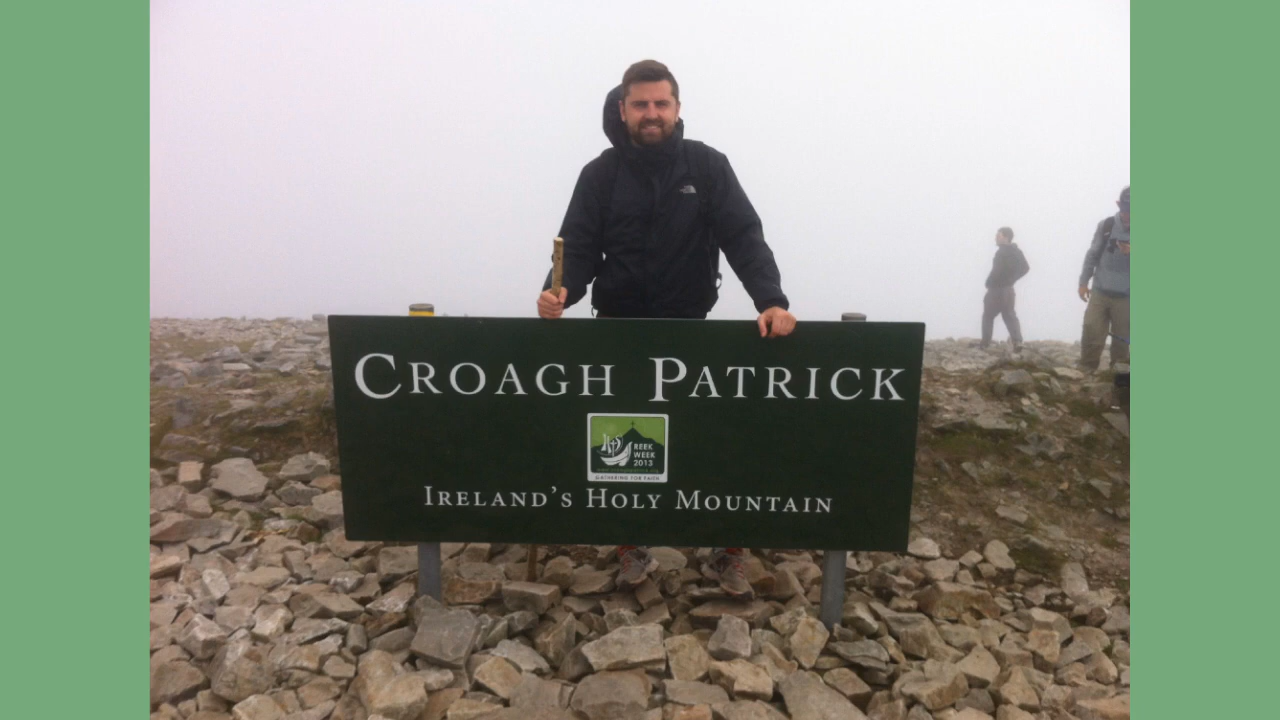 CROAGH PATRICK
REEK
WEEK
2013
GATHERING FOR FAITH
IRELAND'S HOLY MOUNTAIN